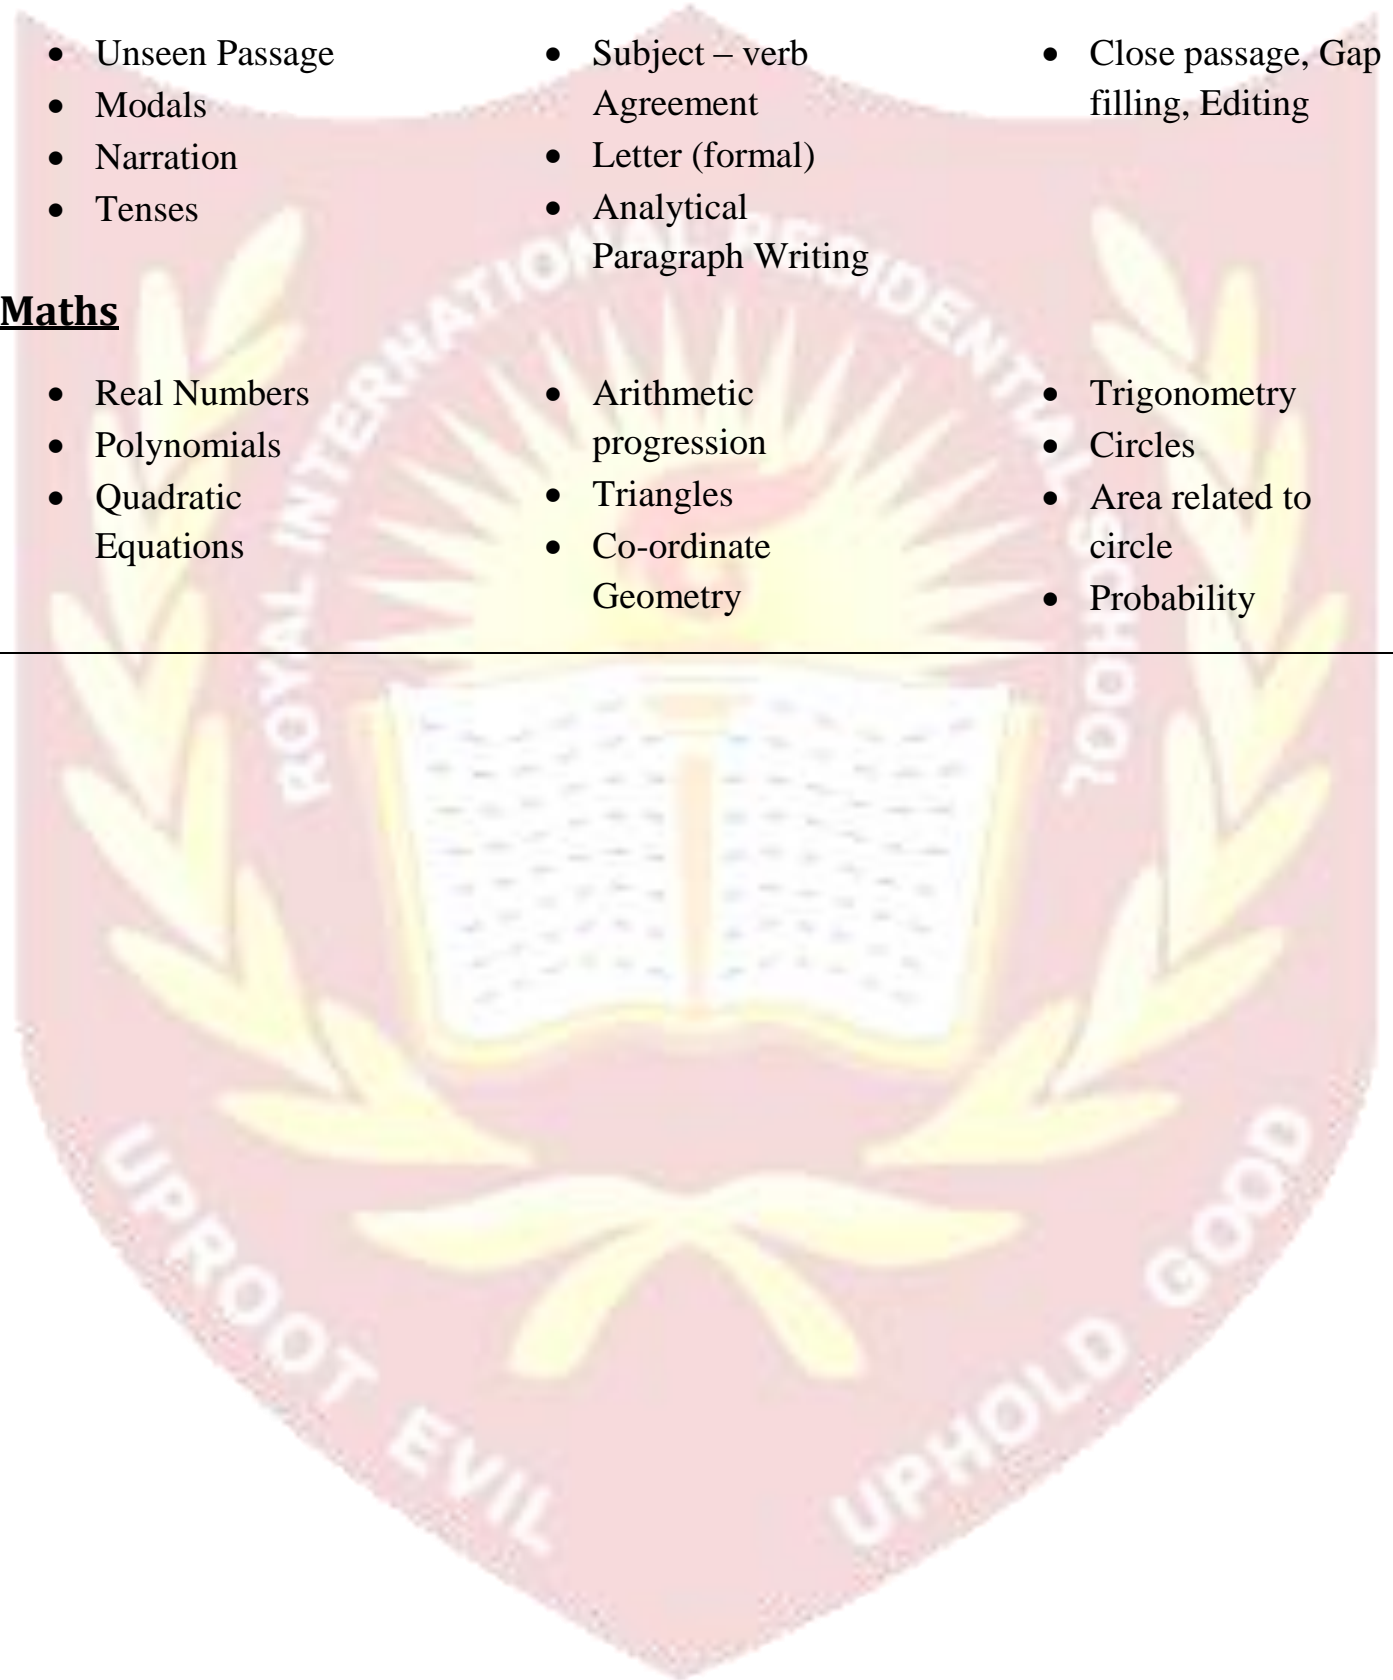 • Unseen Passage
• Modals
• Narration
• Tenses
• Subject – verb
Agreement
• Letter (formal)
• Analytical
Paragraph Writing
• Close passage, Gap
filling, Editing
Maths
• Real Numbers
• Polynomials
• Quadratic
Equations
• Arithmetic
progression
• Triangles
• Co-ordinate
Geometry
• Trigonometry
• Circles
• Area related to
circle
• Probability
ROYAL INTERNATIONAL RESIDENTIAL SCHOOL
UPROOT EVIL
UPHOLD GOOD